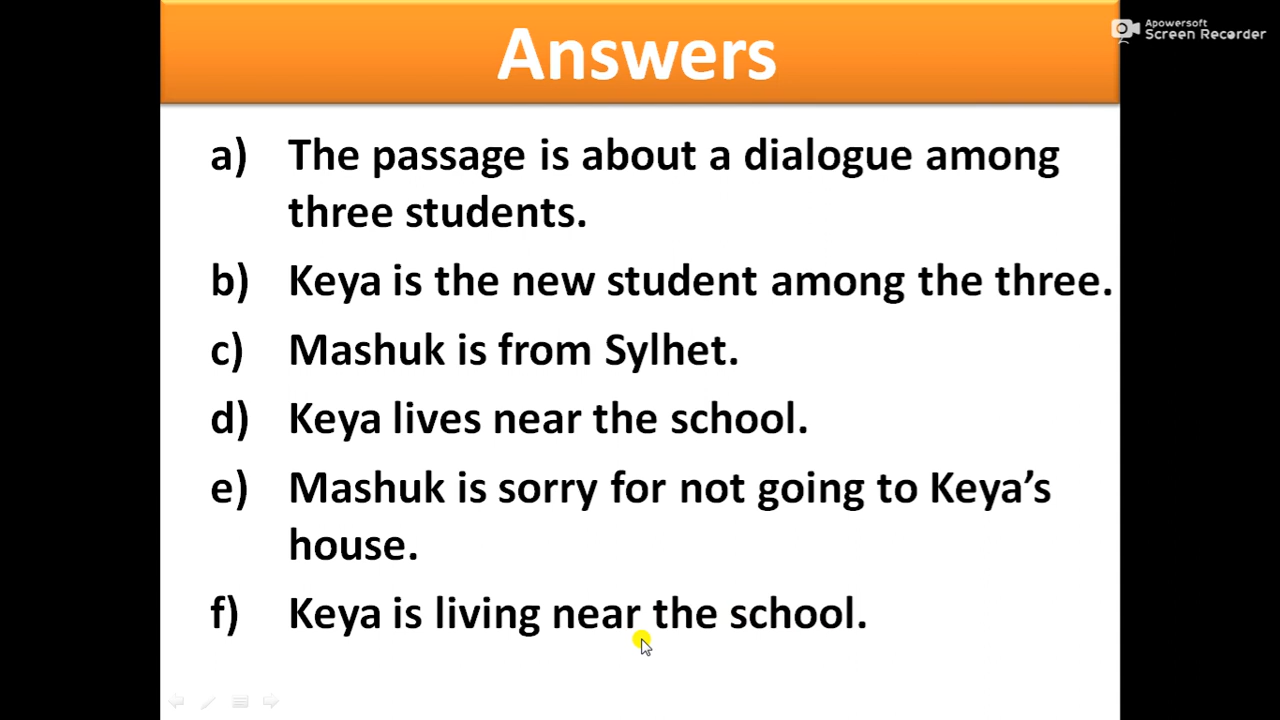 Answers
Apowersoft
Screen Recorder
a) The passage is about a dialogue among
three students.
b) Keya is the new student among the three.
c) Mashuk is from Sylhet.
d) Keya lives near the school.
e) Mashuk is sorry for not going to Keya’s
house.
f) Keya is living near the school.